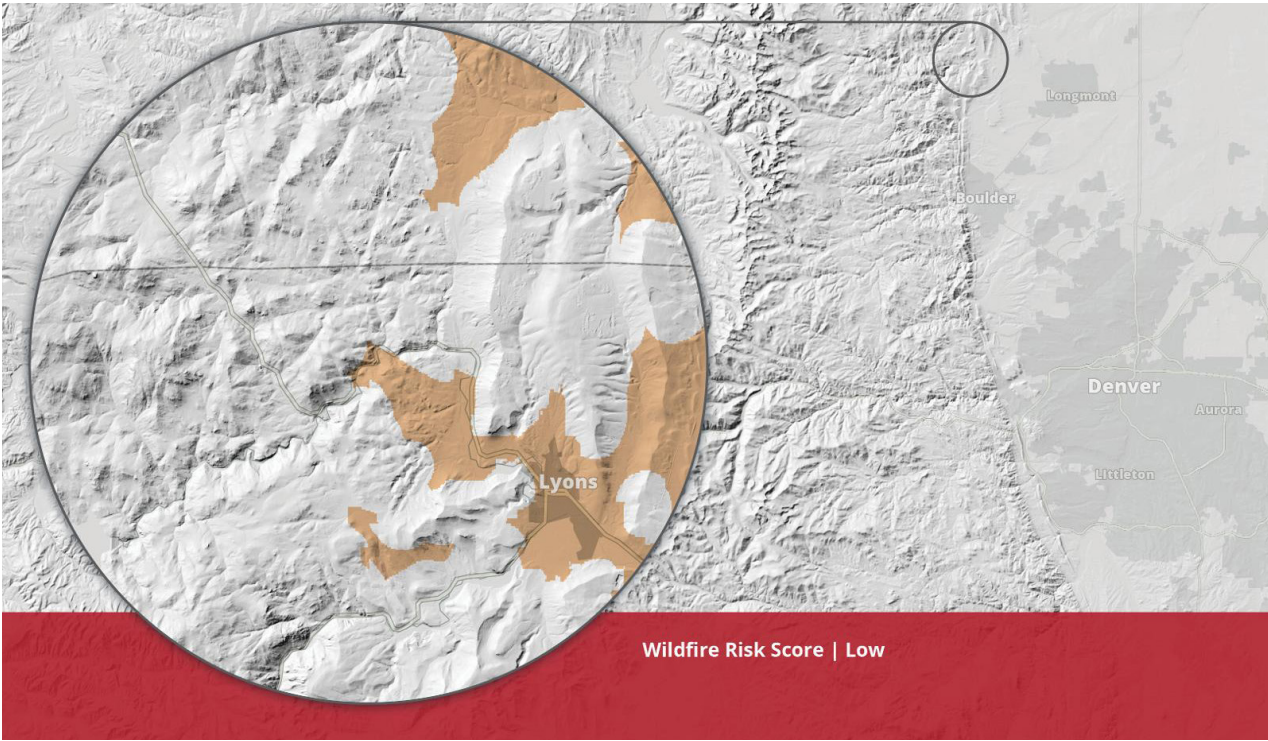 Longmont
Boulder
Denver
Aurora
Littleton
Lyons
Wildfire Risk Score | Low